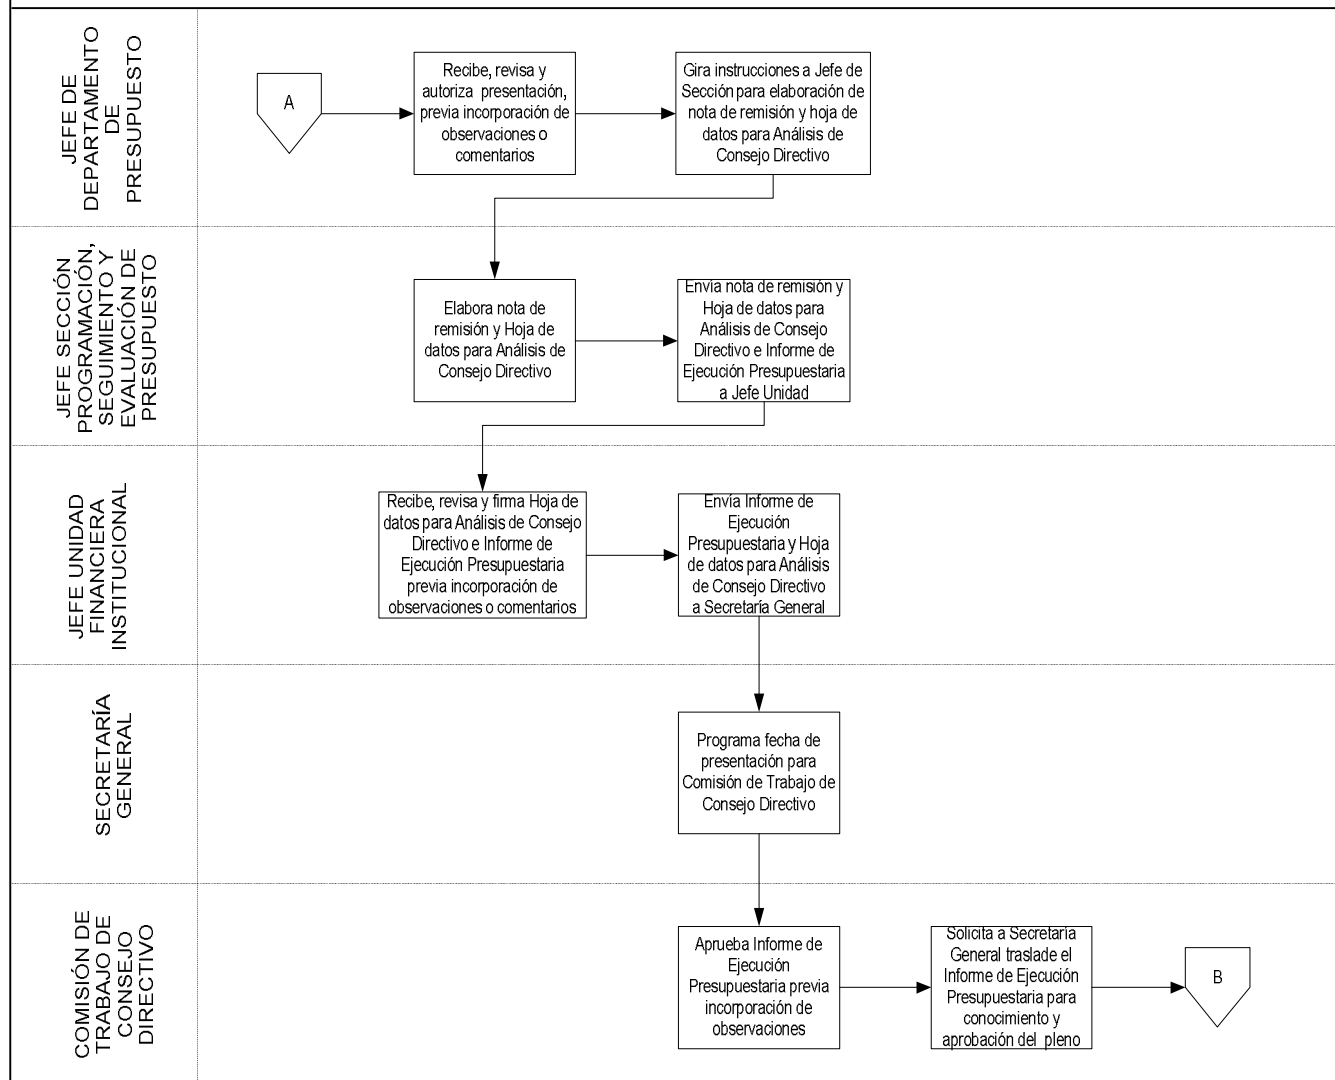 JEFE DE
DEPARTAMENTO
DE
PRESUPUESTO
A
Recibe, revisa y
autoriza presentación,
previa incorporación de
observaciones o
comentarios
Gira instrucciones a Jefe de
Sección para elaboración de
nota de remisión y hoja de
datos para Análisis de
Consejo Directivo
JEFE SECCIÓN
PROGRAMACIÓN,
SEGUIMIENTO Y
EVALUACIÓN DE
PRESUPUESTO
Elabora nota de
remisión y Hoja de
datos para Análisis de
Consejo Directivo
Envía nota de remisión y
Hoja de datos para
Análisis de Consejo
Directivo e Informe de
Ejecución Presupuestaria
a Jefe Unidad
JEFE UNIDAD
FINANCIERA
INSTITUCIONAL
Recibe, revisa y firma Hoja de
datos para Análisis de Consejo
Directivo e Informe de
Ejecución Presupuestaria
previa incorporación de
observaciones o comentarios
Envía Informe de
Ejecución
Presupuestaria y Hoja
de datos para Análisis
de Consejo Directivo
a Secretaría General
SECRETARÍA
GENERAL
Programa fecha de
presentación para
Comisión de Trabajo de
Consejo Directivo
COMISIÓN DE
TRABAJO DE
CONSEJO
DIRECTIVO
Aprueba Informe de
Ejecución
Presupuestaria previa
incorporación de
observaciones
Solicita a Secretaría
General traslade el
Informe de Ejecución
Presupuestaria para
conocimiento y
aprobación del pleno
B